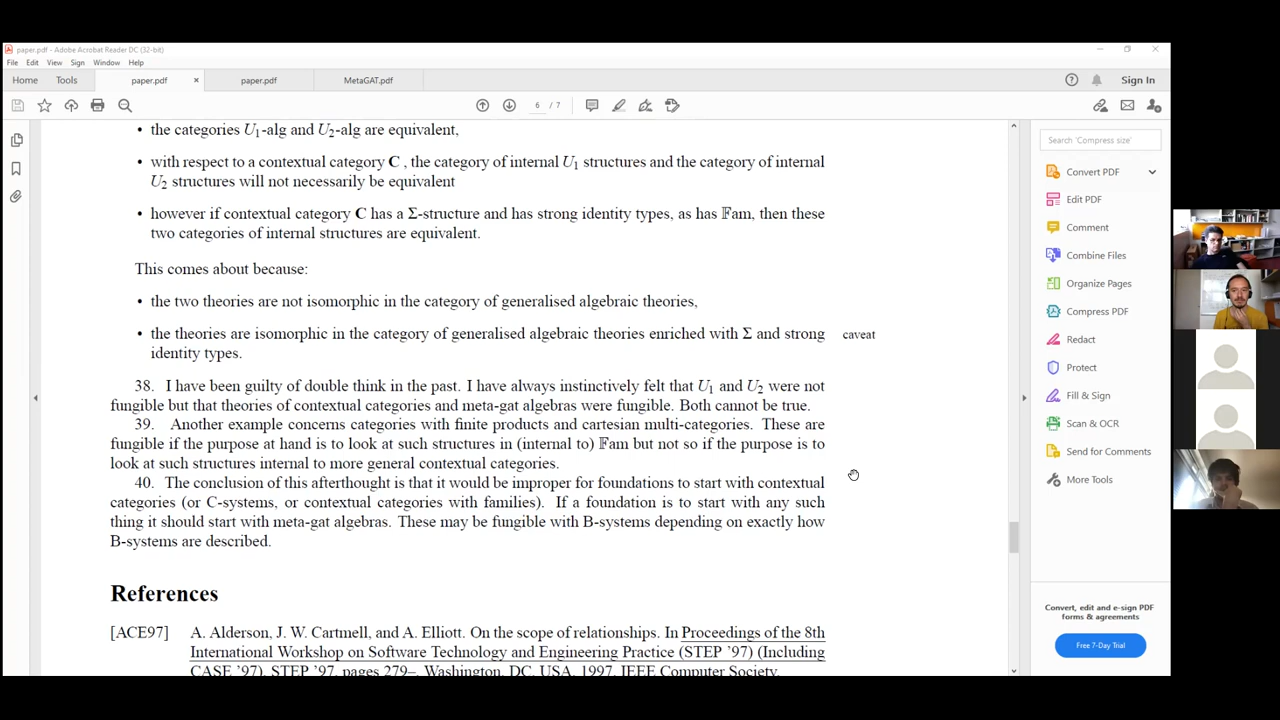 paper.pdf - Adobe Acrobat Reader DC (32-bit)
File Edit View Sign Window Help
Home Tools paper.pdf × paper.pdf MetaGAT.pdf Sign In
6 / 7
• the categories U1-alg and U2-alg are equivalent,
• with respect to a contextual category C , the category of internal U1 structures and the category of internal
U2 structures will not necessarily be equivalent
• however if contextual category C has a Σ-structure and has strong identity types, as has 𝔽am, then these
two categories of internal structures are equivalent.
This comes about because:
• the two theories are not isomorphic in the category of generalised algebraic theories,
• the theories are isomorphic in the category of generalised algebraic theories enriched with Σ and strong caveat
identity types.
38. I have been guilty of double think in the past. I have always instinctively felt that U1 and U2 were not
fungible but that theories of contextual categories and meta-gat algebras were fungible. Both cannot be true.
39. Another example concerns categories with finite products and cartesian multi-categories. These are
fungible if the purpose at hand is to look at such structures in (internal to) 𝔽am but not so if the purpose is to
look at such structures internal to more general contextual categories.
40. The conclusion of this afterthought is that it would be improper for foundations to start with contextual
categories (or C-systems, or contextual categories with families). If a foundation is to start with any such
thing it should start with meta-gat algebras. These may be fungible with B-systems depending on exactly how
B-systems are described.
References
[ACE97] A. Alderson, J. W. Cartmell, and A. Elliott. On the scope of relationships. In Proceedings of the 8th
International Workshop on Software Technology and Engineering Practice (STEP '97) (Including
CASE '97), STEP '97, pages 279–, Washington, DC, USA, 1997. IEEE Computer Society.
Search 'Compress size'
Convert PDF
Edit PDF
Comment
Combine Files
Organize Pages
Compress PDF
Redact
Protect
Fill & Sign
Scan & OCR
Send for Comments
More Tools
Convert, edit and e-sign PDF
forms & agreements
Free 7-Day Trial